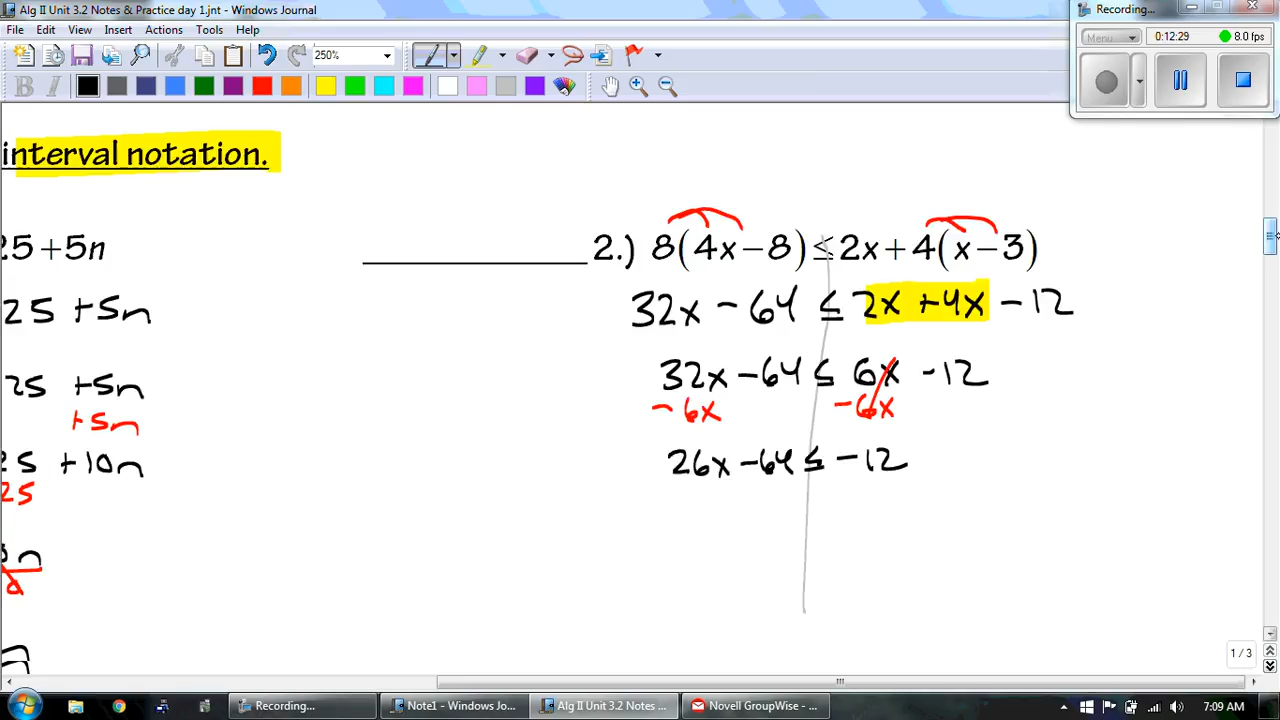 Alg II Unit 3.2 Notes & Practice day 1.jnt - Windows Journal
Recording...
File Edit View Insert Actions Tools Help
Menu
0:12:29
8.0 fps
250%
B I
interval notation.
25 + 5n
2.) 8(4x − 8) ≤ 2x + 4(x − 3)
25 +5n
32x − 64 ≤ 2x + 4x − 12
25 +5n
32x − 64 ≤ 6x − 12
+5n
−6x −6x
25 +10n
26x − 64 ≤ −12
25
n
1 / 3
Recording...
Note1 - Windows Jo...
Alg II Unit 3.2 Notes ...
Novell GroupWise - ...
7:09 AM